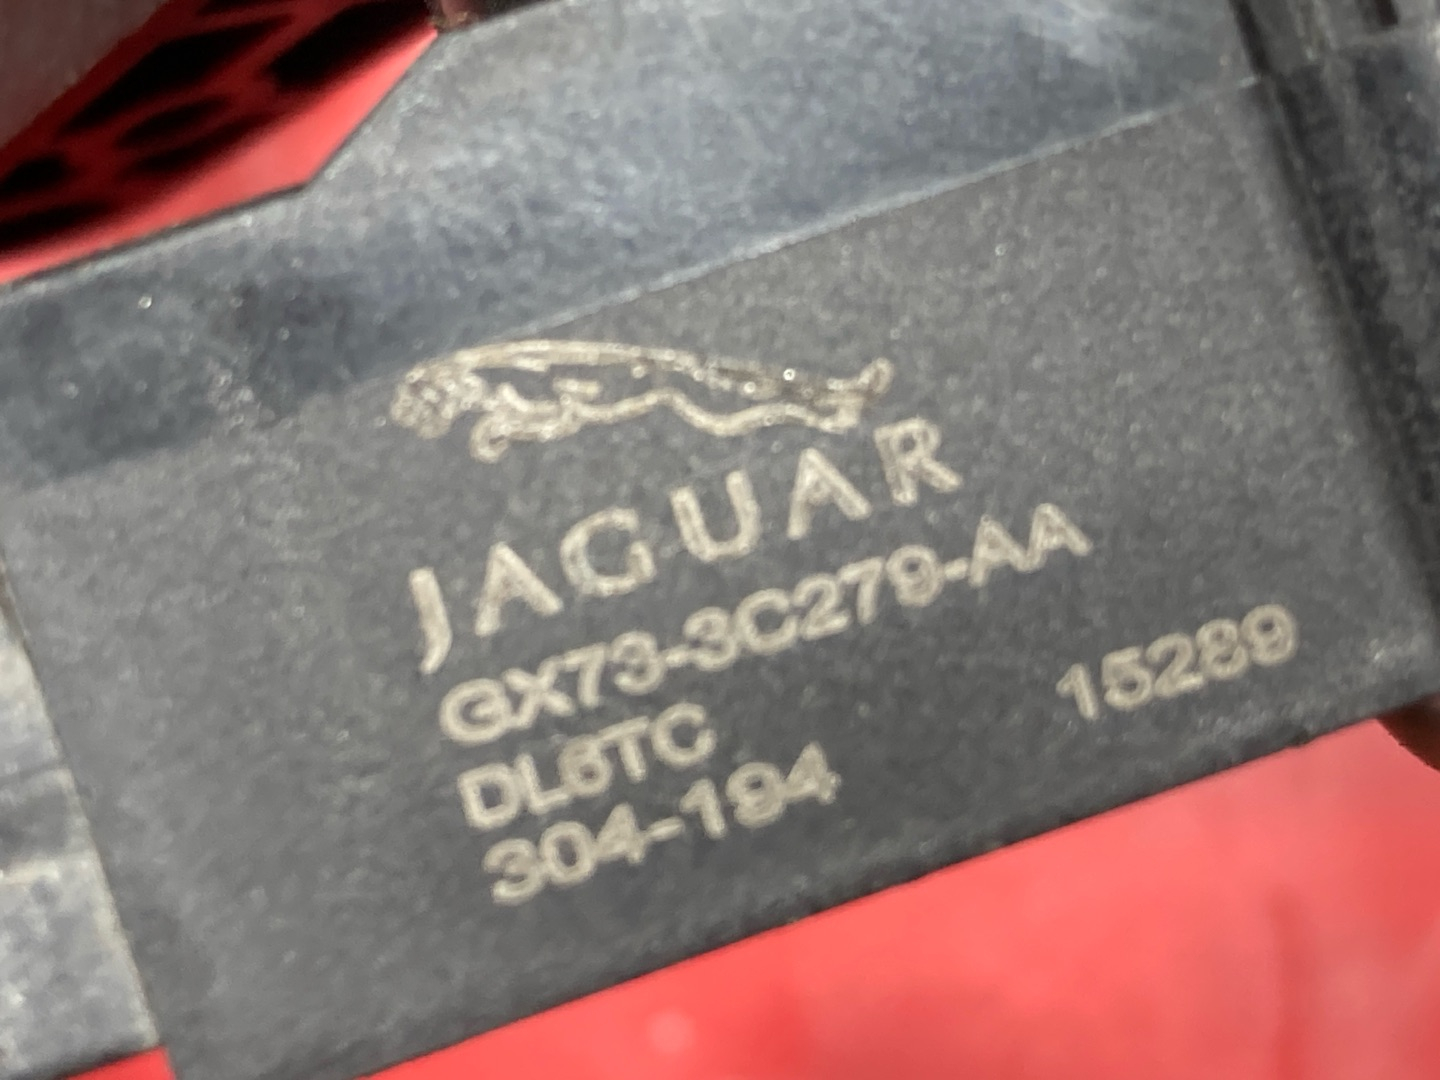 JAGUAR
GX73-3C279-AA
DL6TC
15289
304-194